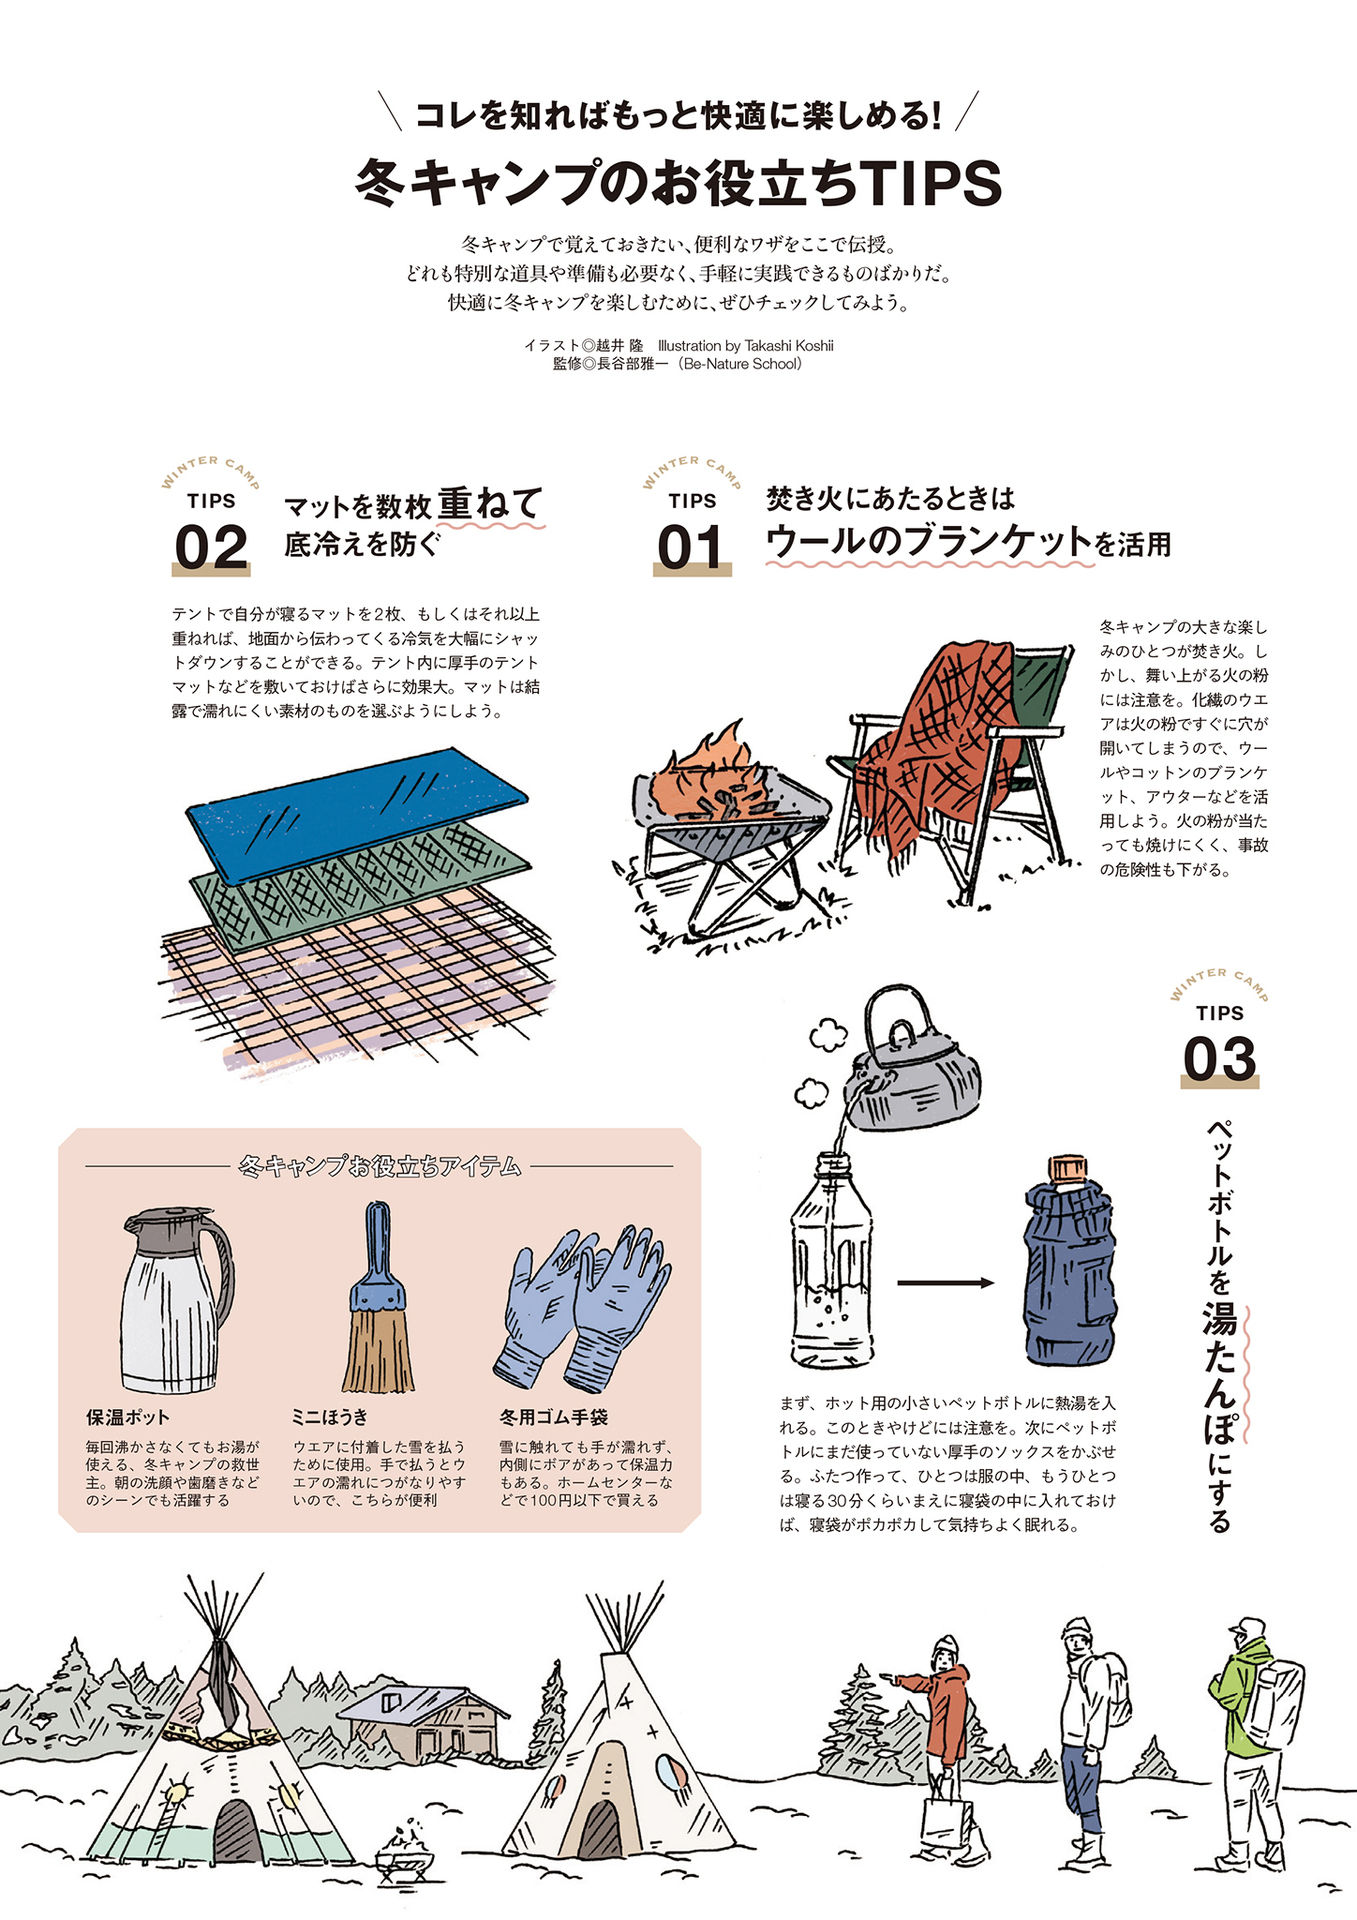 コレを知ればもっと快適に楽しめる!
冬キャンプのお役立ちTIPS
冬キャンプで覚えておきたい、便利なワザをここで伝授。
どれも特別な道具や準備も必要なく、手軽に実践できるものばかりだ。
快適に冬キャンプを楽しむために、ぜひチェックしてみよう。
イラスト◎越井 隆 Illustration by Takashi Koshii
監修◎長谷部雅一（Be-Nature School）
WINTER CAMP
TIPS
01
焚き火にあたるときは
ウールのブランケットを活用
冬キャンプの大きな楽し
みのひとつが焚き火。し
かし、舞い上がる火の粉
には注意を。化繊のウエ
アは火の粉ですぐに穴が
開いてしまうので、ウー
ルやコットンのブランケ
ット、アウターなどを活
用しよう。火の粉が当た
っても焼けにくく、事故
の危険性も下がる。
WINTER CAMP
TIPS
02
マットを数枚重ねて
底冷えを防ぐ
テントで自分が寝るマットを2枚、もしくはそれ以上
重ねれば、地面から伝わってくる冷気を大幅にシャッ
トダウンすることができる。テント内に厚手のテント
マットなどを敷いておけばさらに効果大。マットは結
露で濡れにくい素材のものを選ぶようにしよう。
WINTER CAMP
TIPS
03
ペットボトルを湯たんぽにする
まず、ホット用の小さいペットボトルに熱湯を入
れる。このときやけどには注意を。次にペットボ
トルにまだ使っていない厚手のソックスをかぶせ
る。ふたつ作って、ひとつは服の中、もうひとつ
は寝る30分くらいまえに寝袋の中に入れておけ
ば、寝袋がポカポカして気持ちよく眠れる。
冬キャンプお役立ちアイテム
保温ポット
毎回沸かさなくてもお湯が
使える、冬キャンプの救世
主。朝の洗顔や歯磨きなど
のシーンでも活躍する
ミニほうき
ウエアに付着した雪を払う
ために使用。手で払うとウ
エアの濡れにつながりやす
いので、こちらが便利
冬用ゴム手袋
雪に触れても手が濡れず、
内側にボアがあって保温力
もある。ホームセンターな
どで100円以下で買える